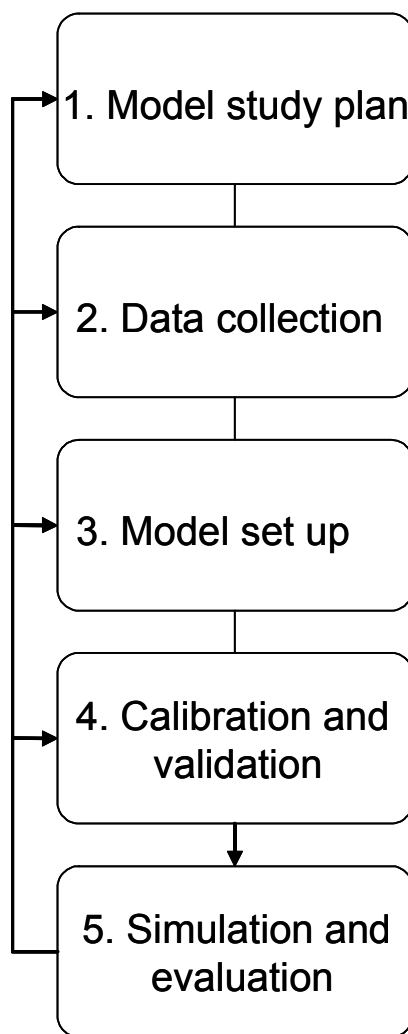 1. Model study plan
2. Data collection
3. Model set up
4. Calibration and
validation
5. Simulation and
evaluation